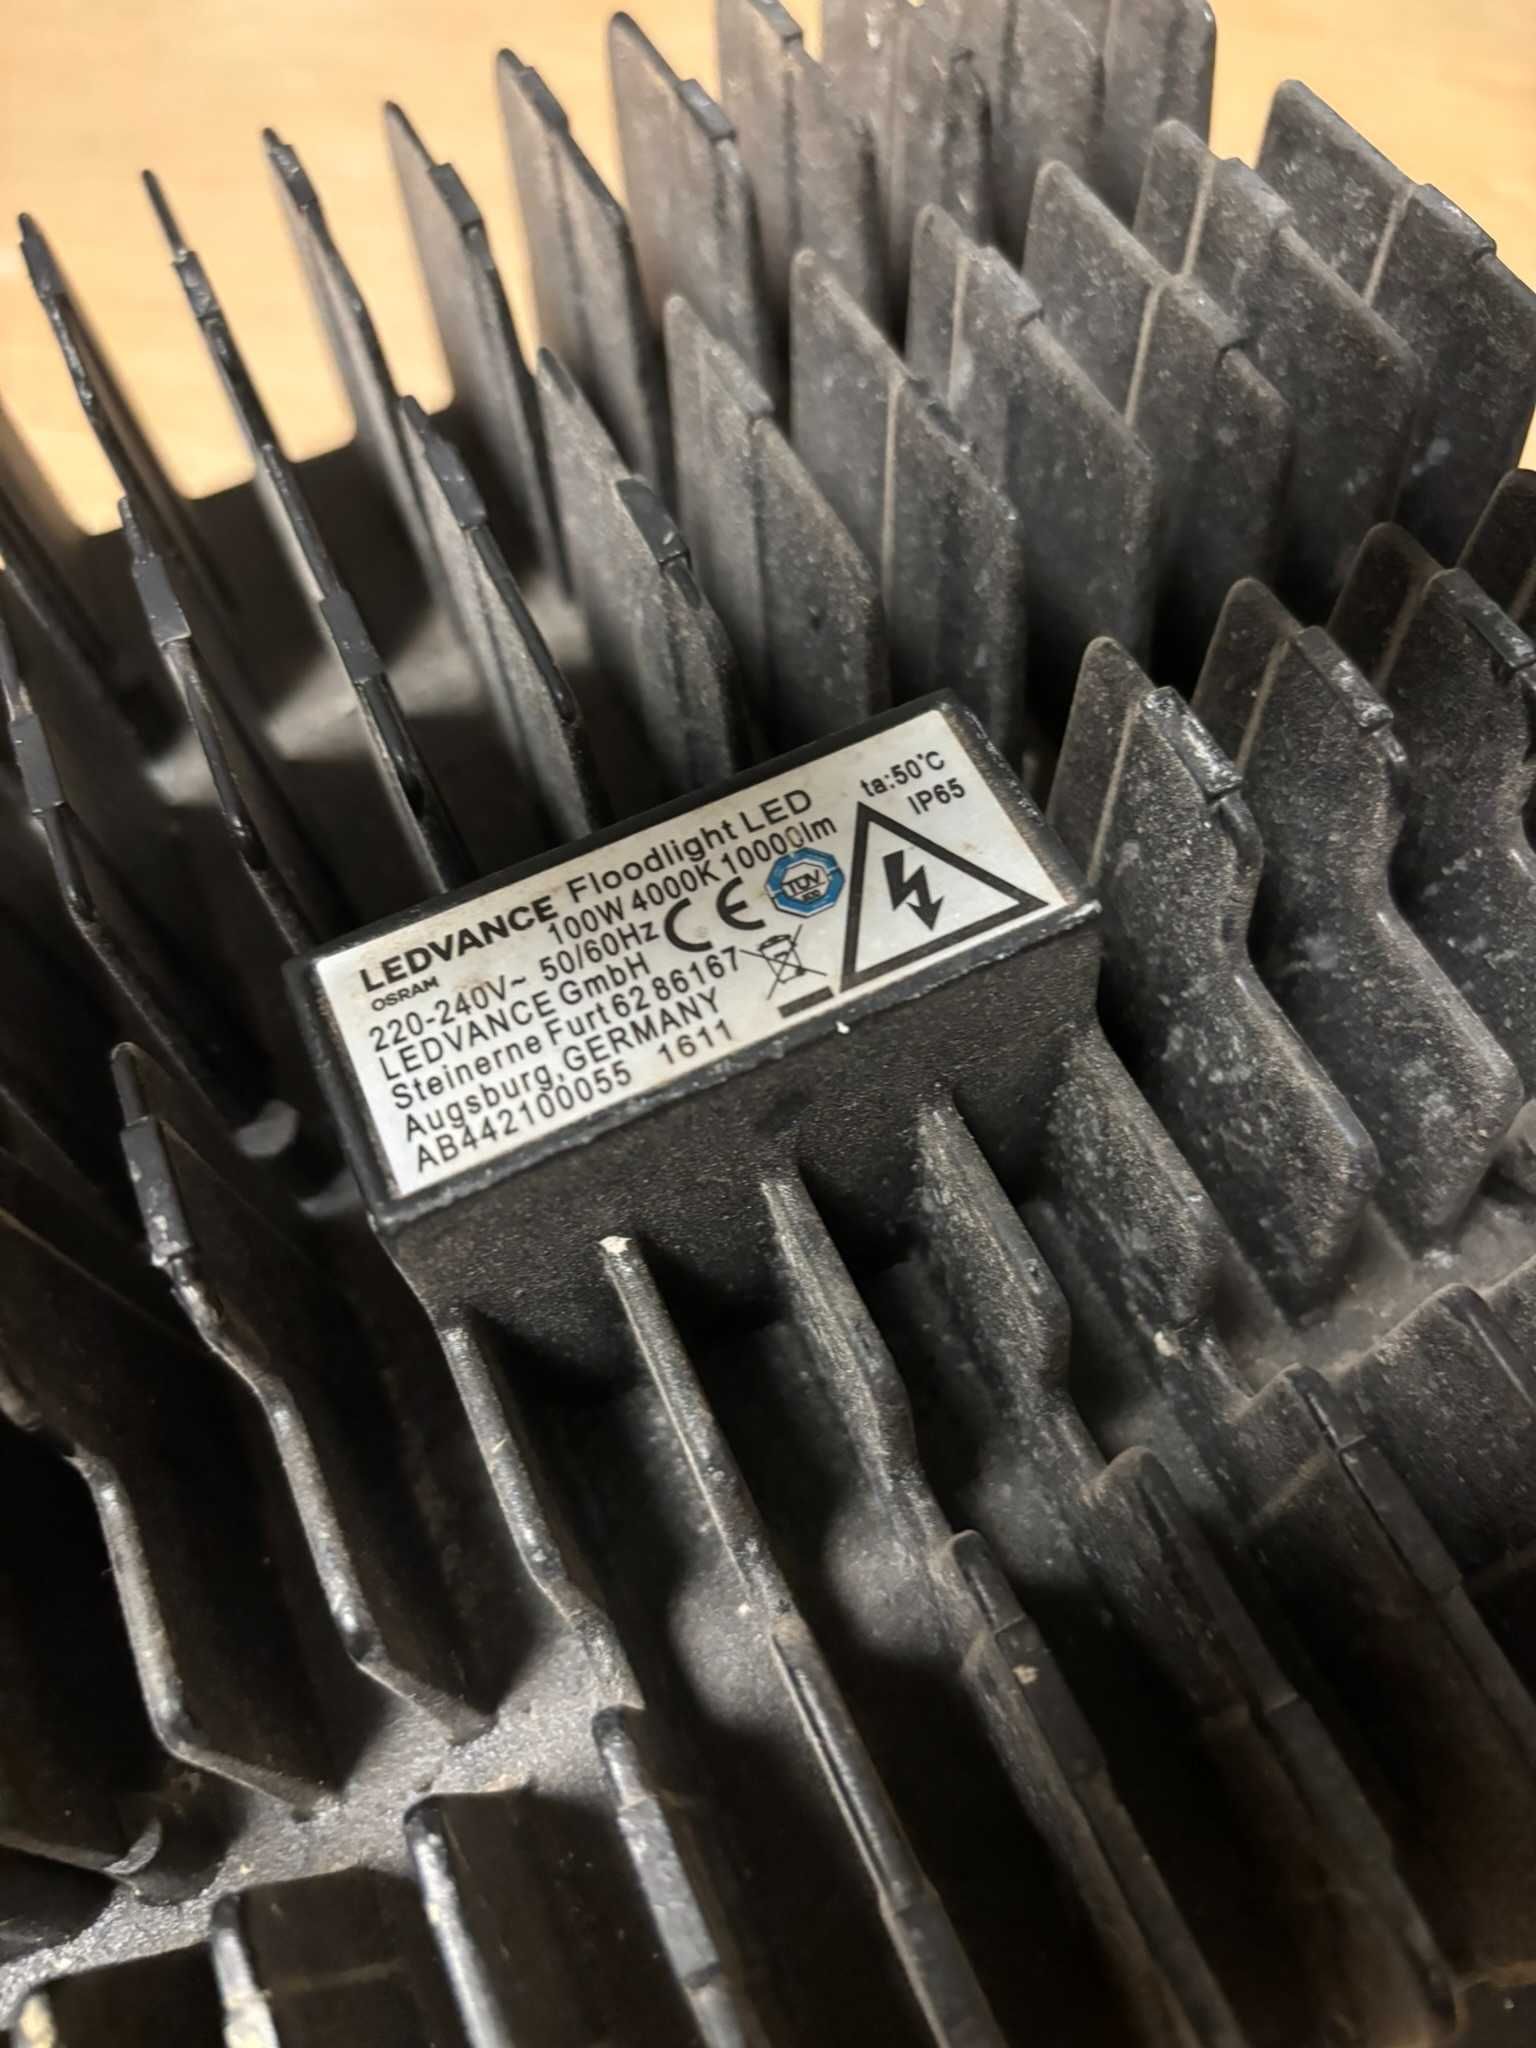 LEDVANCE Floodlight LED
OSRAM 100W 4000K 10000lm
220-240V~ 50/60Hz
LEDVANCE GmbH
Steinerne Furt 62 86167
Augsburg, GERMANY
AB442100055 1611
CE
TÜV
ta:50°C
IP65